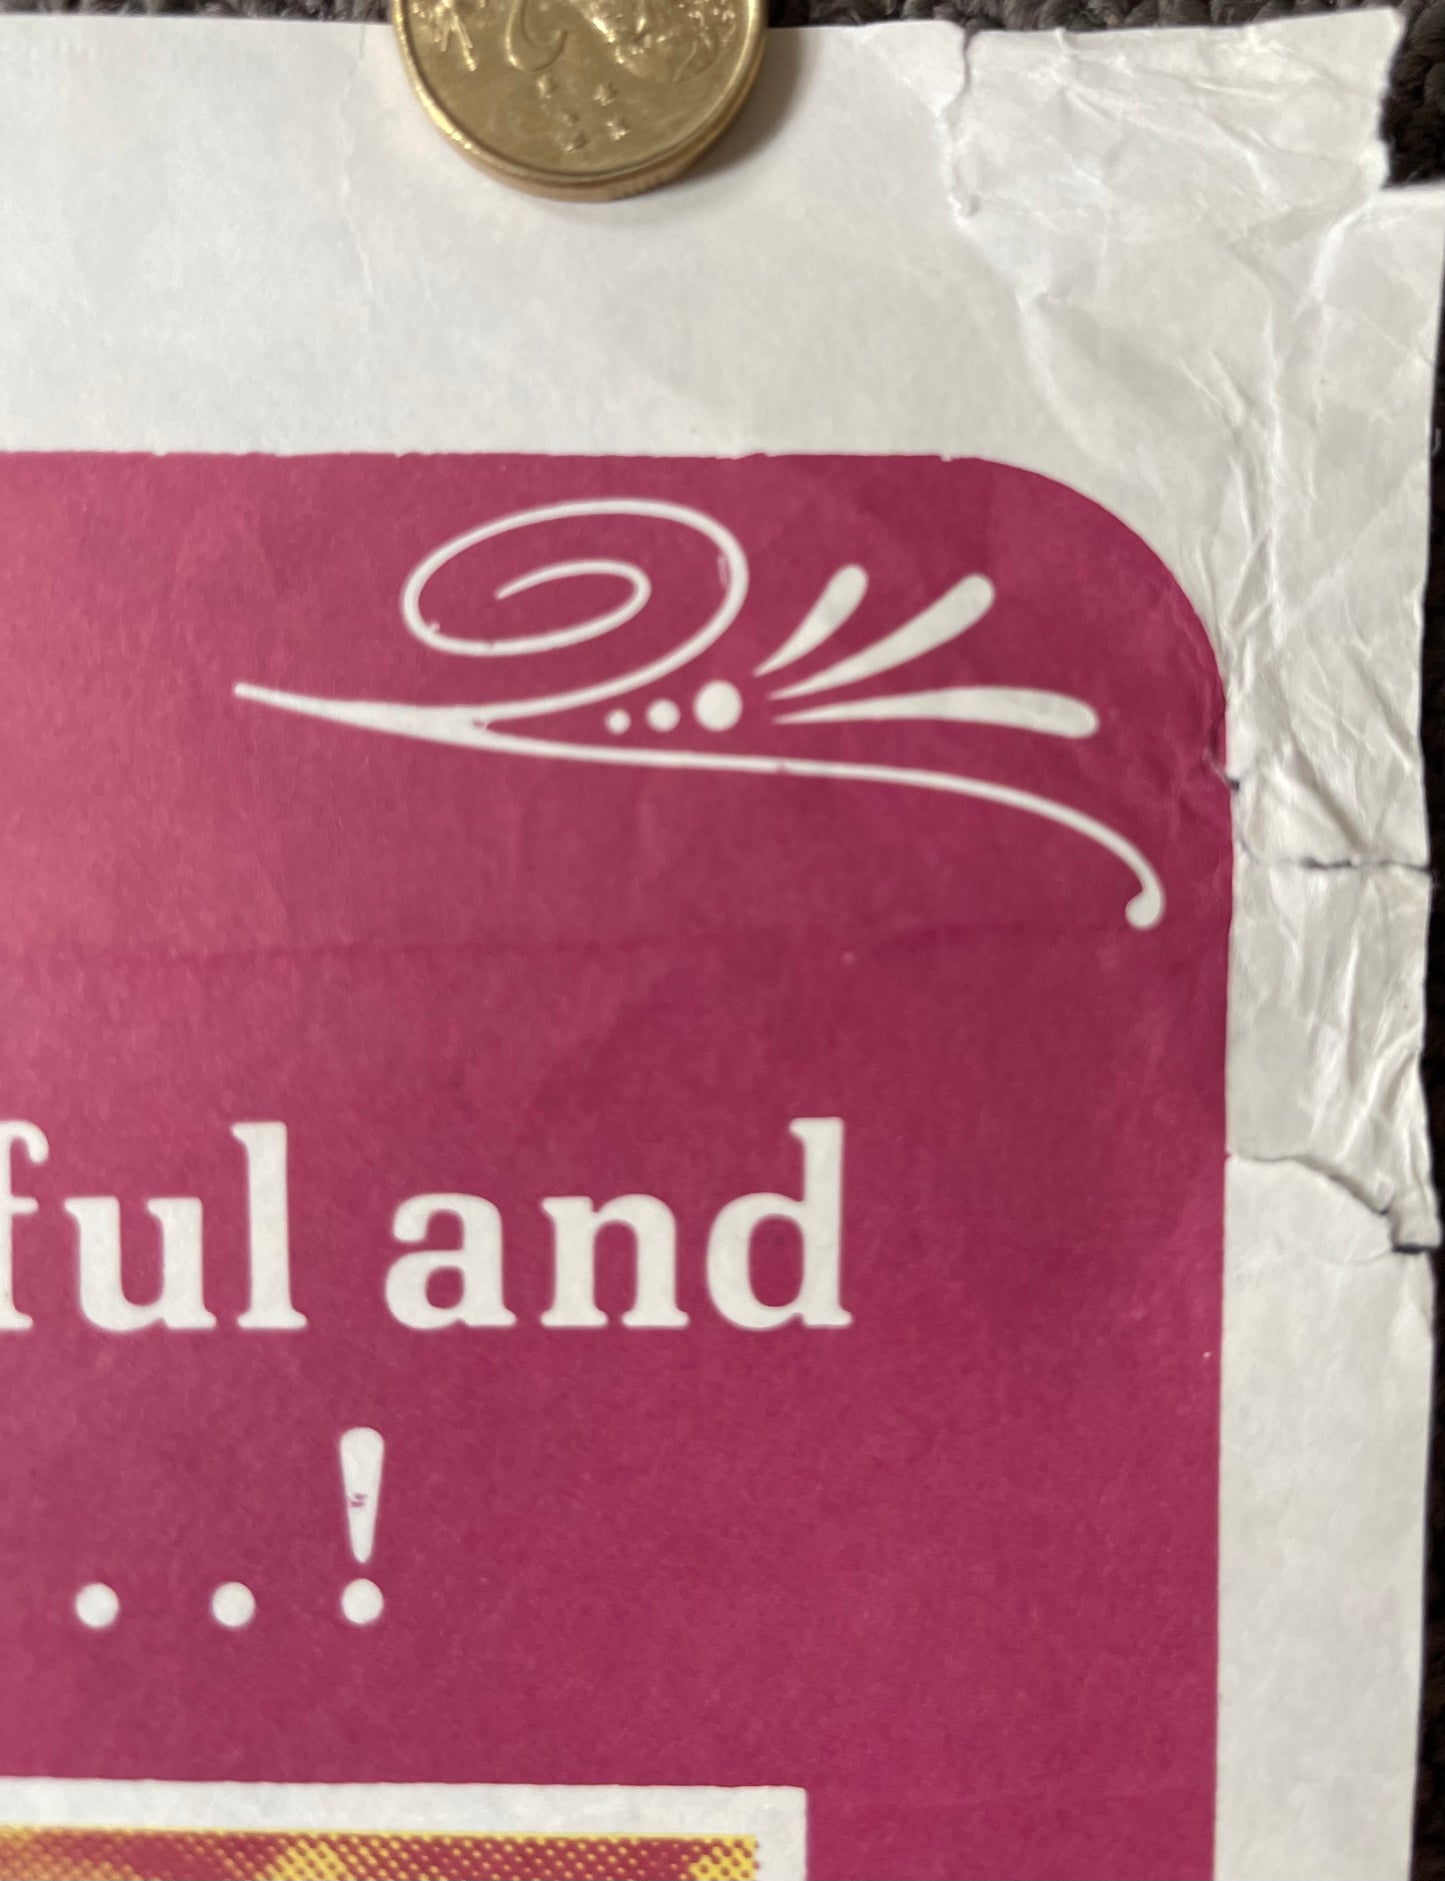 ful and
. . !